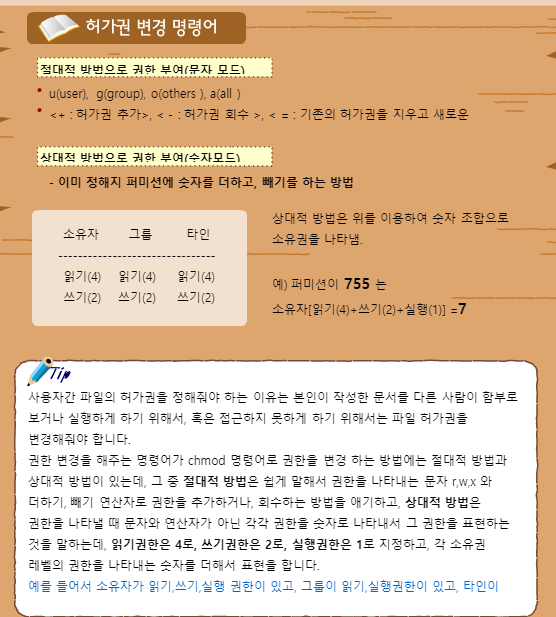 허가권 변경 명령어
절대적 방법으로 권한 부여(문자 모드)
u(user), g(group), o(others ), a(all )
<+ : 허가권 추가>, < - : 허가권 회수 >, < = : 기존의 허가권을 지우고 새로운
상대적 방법으로 권한 부여(숫자모드)
- 이미 정해지 퍼미션에 숫자를 더하고, 빼기를 하는 방법
소유자 그룹 타인
--------------------------------
읽기(4) 읽기(4) 읽기(4)
쓰기(2) 쓰기(2) 쓰기(2)
상대적 방법은 위를 이용하여 숫자 조합으로
소유권을 나타냄.
예) 퍼미션이 755 는
소유자[읽기(4)+쓰기(2)+실행(1)] =7
Tip
사용자간 파일의 허가권을 정해줘야 하는 이유는 본인이 작성한 문서를 다른 사람이 함부로
보거나 실행하게 하기 위해서, 혹은 접근하지 못하게 하기 위해서는 파일 허가권을
변경해줘야 합니다.
권한 변경을 해주는 명령어가 chmod 명령어로 권한을 변경 하는 방법에는 절대적 방법과
상대적 방법이 있는데, 그 중 절대적 방법은 쉽게 말해서 권한을 나타내는 문자 r,w,x 와
더하기, 빼기 연산자로 권한을 추가하거나, 회수하는 방법을 얘기하고, 상대적 방법은
권한을 나타낼 때 문자와 연산자가 아닌 각각 권한을 숫자로 나타내서 그 권한을 표현하는
것을 말하는데, 읽기권한은 4로, 쓰기권한은 2로, 실행권한은 1로 지정하고, 각 소유권
레벨의 권한을 나타내는 숫자를 더해서 표현을 합니다.
예를 들어서 소유자가 읽기,쓰기,실행 권한이 있고, 그룹이 읽기,실행권한이 있고, 타인이